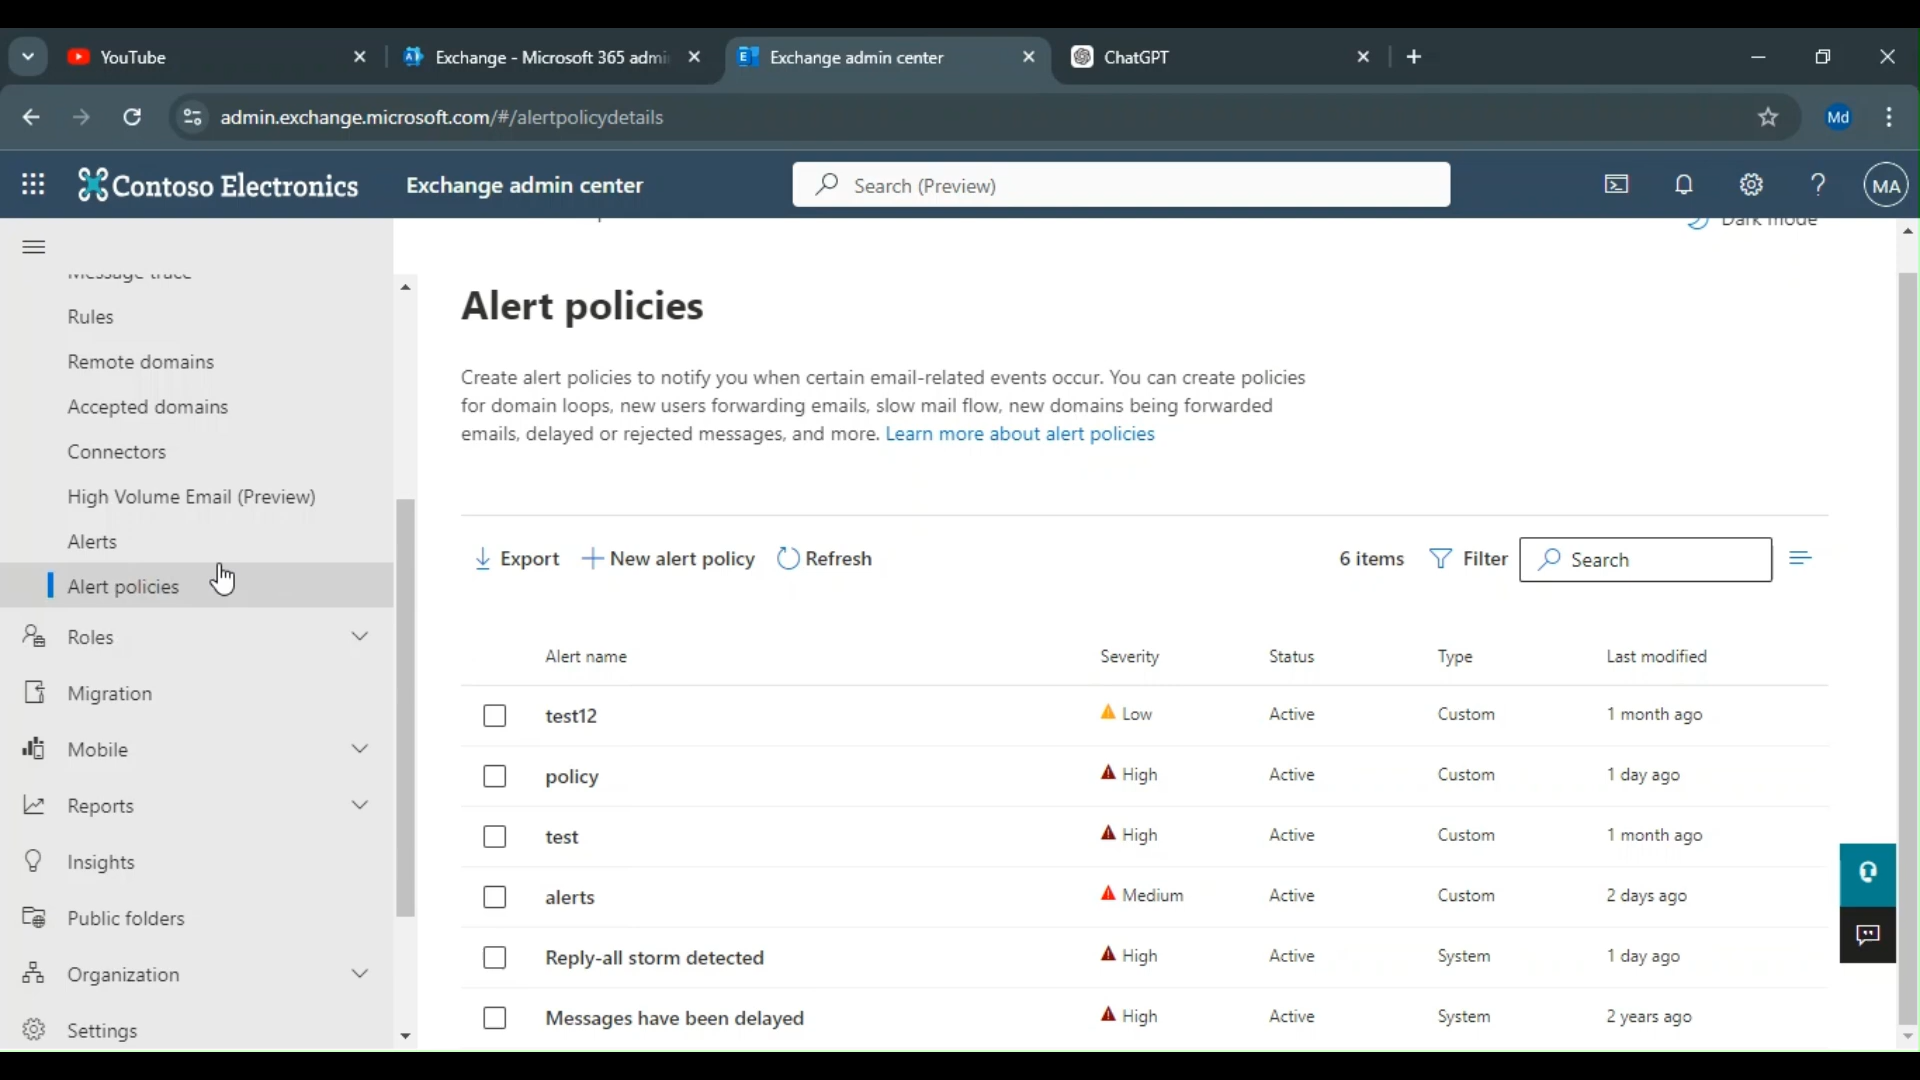 YouTube
Exchange - Microsoft 365 admi
Exchange admin center
ChatGPT
admin.exchange.microsoft.com/#/alertpolicydetails
Md
Contoso Electronics
Exchange admin center
Search (Preview)
MA
Dark mode
Message trace
Rules
Remote domains
Accepted domains
Connectors
High Volume Email (Preview)
Alerts
Alert policies
Roles
Migration
Mobile
Reports
Insights
Public folders
Organization
Settings
Alert policies
Create alert policies to notify you when certain email-related events occur. You can create policies
for domain loops, new users forwarding emails, slow mail flow, new domains being forwarded
emails, delayed or rejected messages, and more. Learn more about alert policies
Export New alert policy Refresh 6 items Filter Search
Alert name Severity Status Type Last modified
test12 Low Active Custom 1 month ago
policy High Active Custom 1 day ago
test High Active Custom 1 month ago
alerts Medium Active Custom 2 days ago
Reply-all storm detected High Active System 1 day ago
Messages have been delayed High Active System 2 years ago